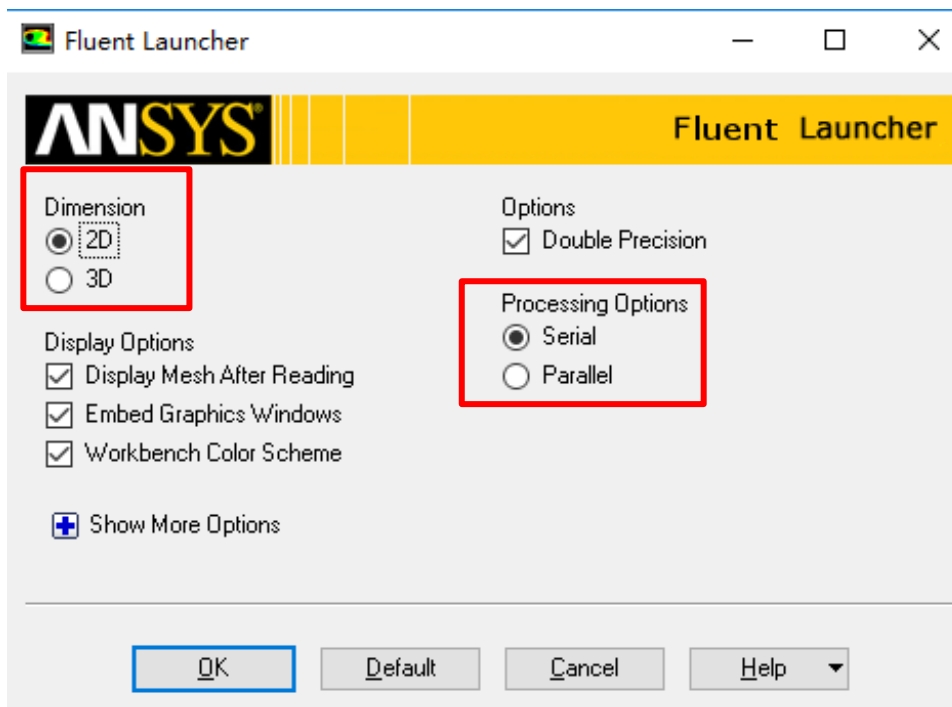 Fluent Launcher
ANSYS®
Fluent Launcher
Dimension
2D
3D
Options
Double Precision
Processing Options
Serial
Parallel
Display Options
Display Mesh After Reading
Embed Graphics Windows
Workbench Color Scheme
Show More Options
OK
Default
Cancel
Help